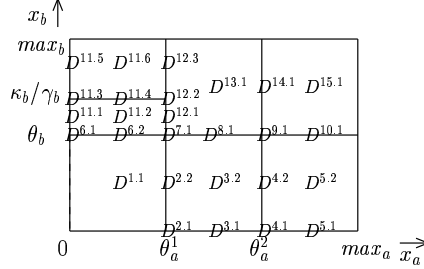 x_b
max_b
D^{11.5} D^{11.6} D^{12.3}
D^{13.1} D^{14.1} D^{15.1}
κ_b/γ_b D^{11.3} D^{11.4} D^{12.2}
D^{11.1} D^{11.2} D^{12.1}
θ_b D^{6.1} D^{6.2} D^{7.1} D^{8.1} D^{9.1} D^{10.1}
D^{1.1} D^{2.2} D^{3.2} D^{4.2} D^{5.2}
D^{2.1} D^{3.1} D^{4.1} D^{5.1}
0 θ_a^1 θ_a^2 max_a x_a